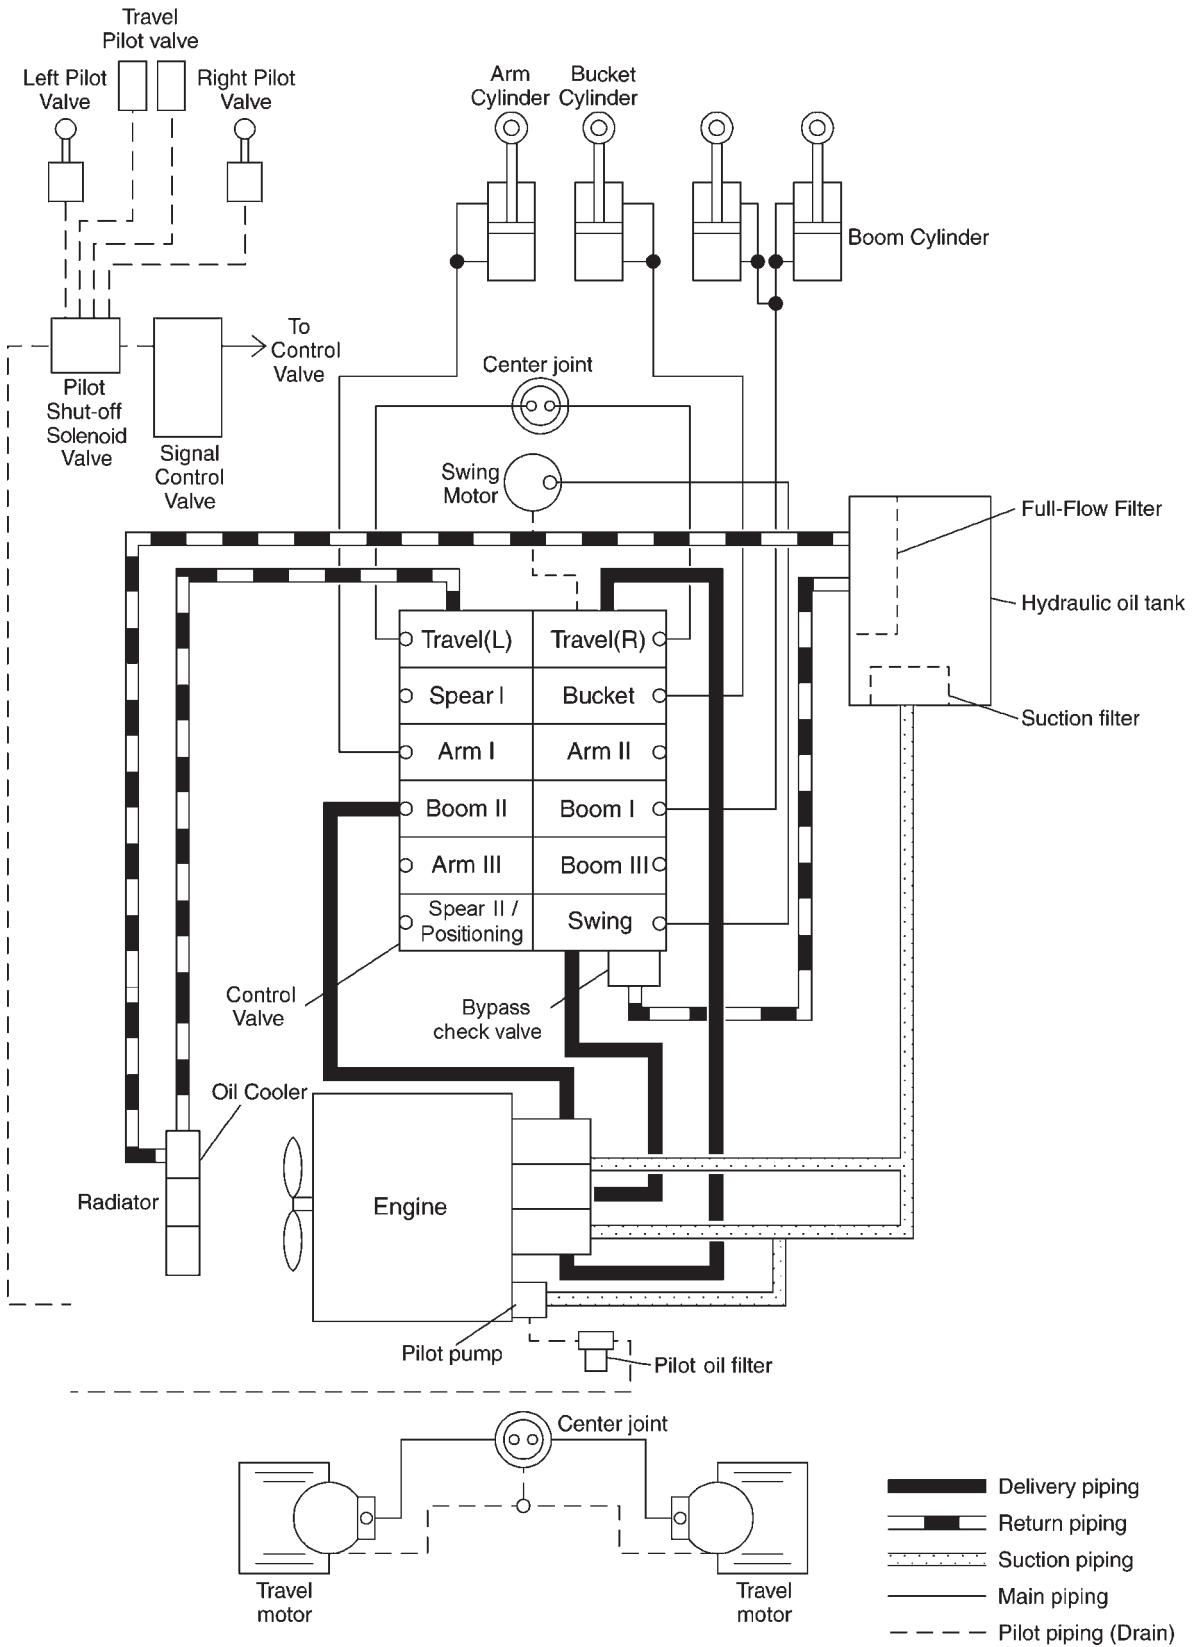 Travel
Pilot valve
Left Pilot
Valve
Right Pilot
Valve
Arm
Cylinder
Bucket
Cylinder
Boom Cylinder
To
Control
Valve
Pilot
Shut-off
Solenoid
Valve
Signal
Control
Valve
Center joint
Swing
Motor
Full-Flow Filter
Hydraulic oil tank
Suction filter
Travel(L)
Travel(R)
Spear I
Bucket
Arm I
Arm II
Boom II
Boom I
Arm III
Boom III
Spear II /
Positioning
Swing
Control
Valve
Bypass
check valve
Oil Cooler
Radiator
Engine
Pilot pump
Pilot oil filter
Center joint
Travel
motor
Travel
motor
Delivery piping
Return piping
Suction piping
Main piping
Pilot piping (Drain)